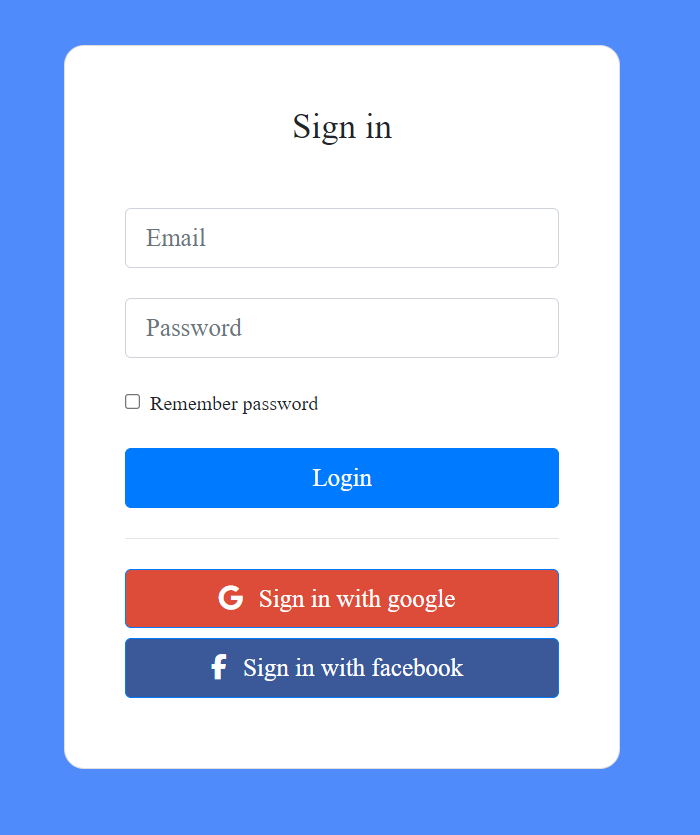 Sign in
Email
Password
Remember password
Login
Sign in with google
Sign in with facebook